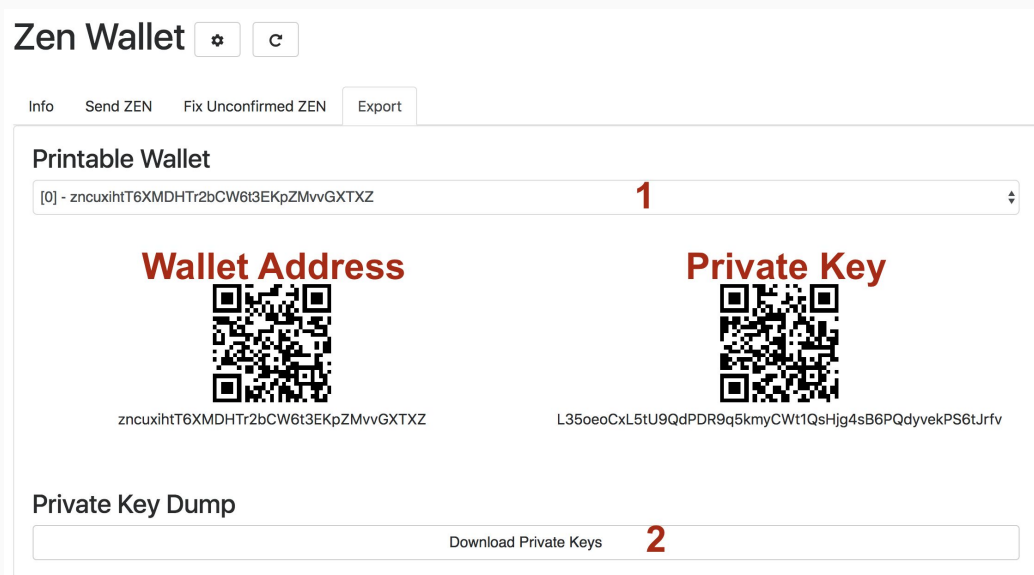 Zen Wallet
Info Send ZEN Fix Unconfirmed ZEN Export
Printable Wallet
[0] - zncuxihtT6XMDHTr2bCW6t3EKpZMvvGXTXZ 1
Wallet Address Private Key
zncuxihtT6XMDHTr2bCW6t3EKpZMvvGXTXZ L35oeoCxL5tU9QdPDR9q5kmyCWt1QsHjg4sB6PQdyvekPS6tJrfv
Private Key Dump
Download Private Keys 2